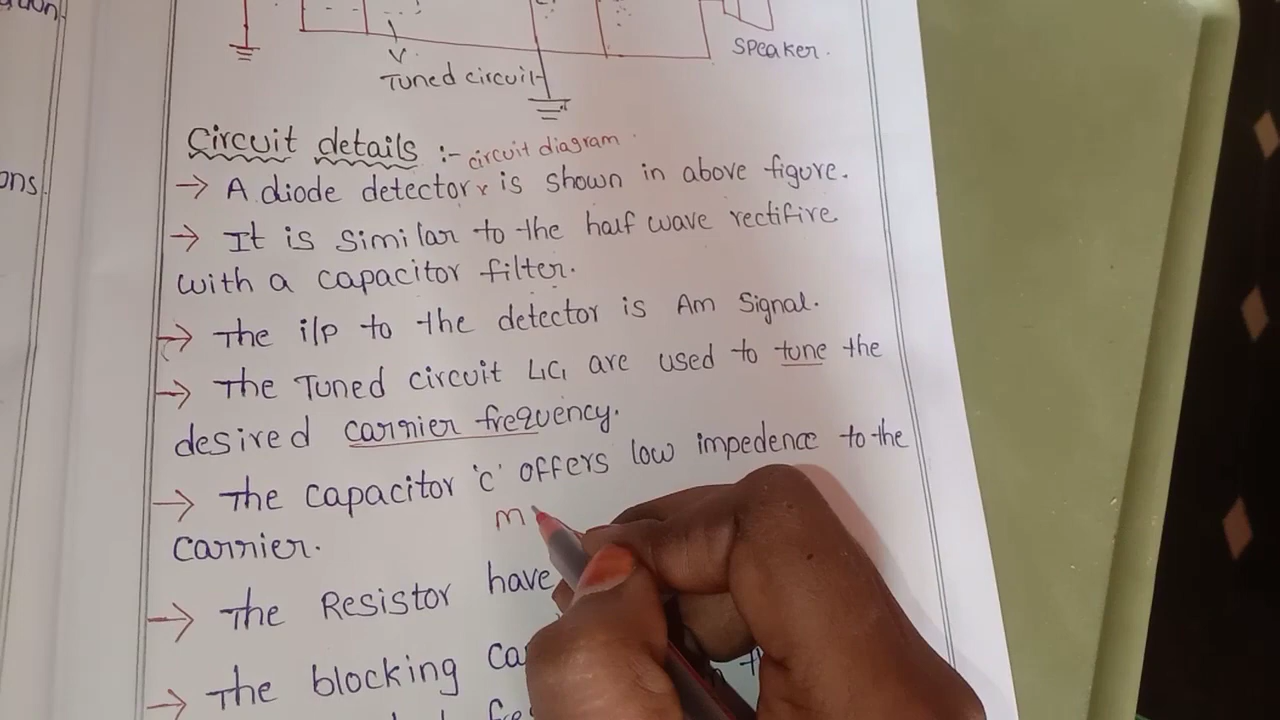 SPeaker.
V
Tuned circuit
Circuit details :- circuit diagram
→ A diode detector is shown in above figure.
→ It is similar to the half wave rectifire
with a capacitor filter.
→ The i/p to the detector is Am Signal.
→ The Tuned circuit L1C1 are used to tune the
desired carrier frequency.
→ The capacitor 'c' offers low impedence to the
m
carrier.
→ The Resistor have
→ The blocking ca
ons.